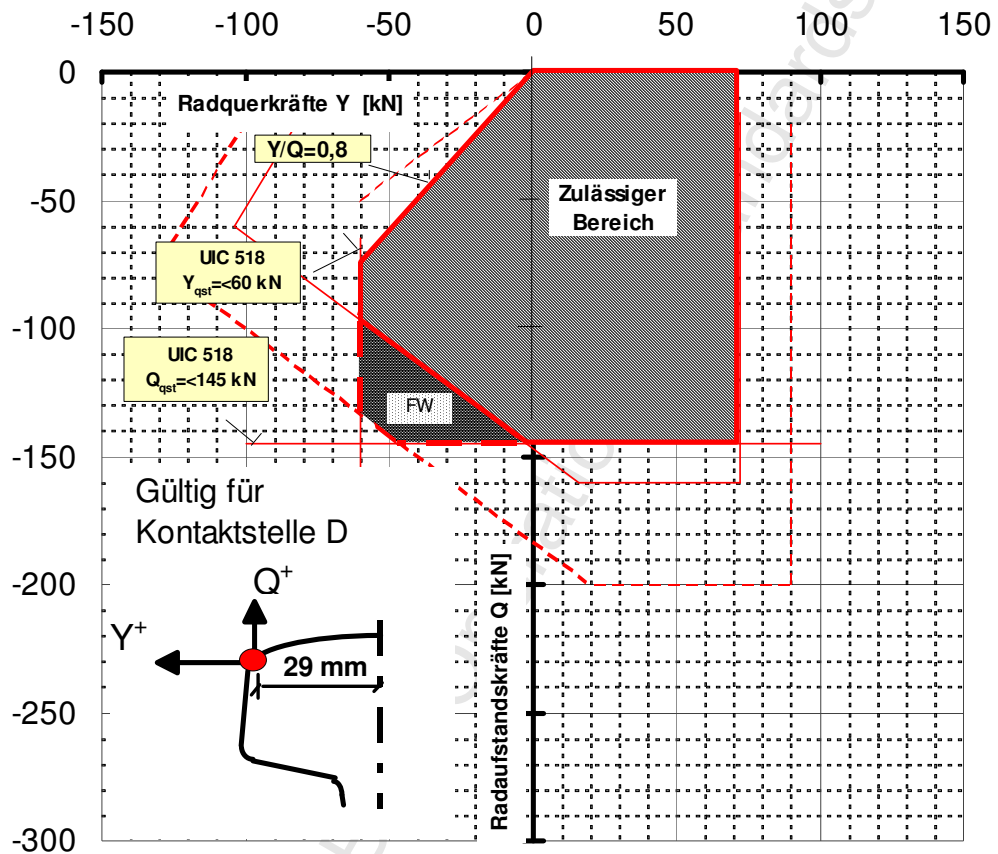 -150 -100 -50 0 50 100 150
0
Radquerkräfte Y [kN]
Y/Q=0,8
Zulässiger
Bereich
-50
UIC 518
Yqst=<60 kN
-100
UIC 518
Qqst=<145 kN
FW
-150
Gültig für
Kontaktstelle D
-200
Q+
Y+
29 mm
Radaufstandskräfte Q [kN]
-250
-300